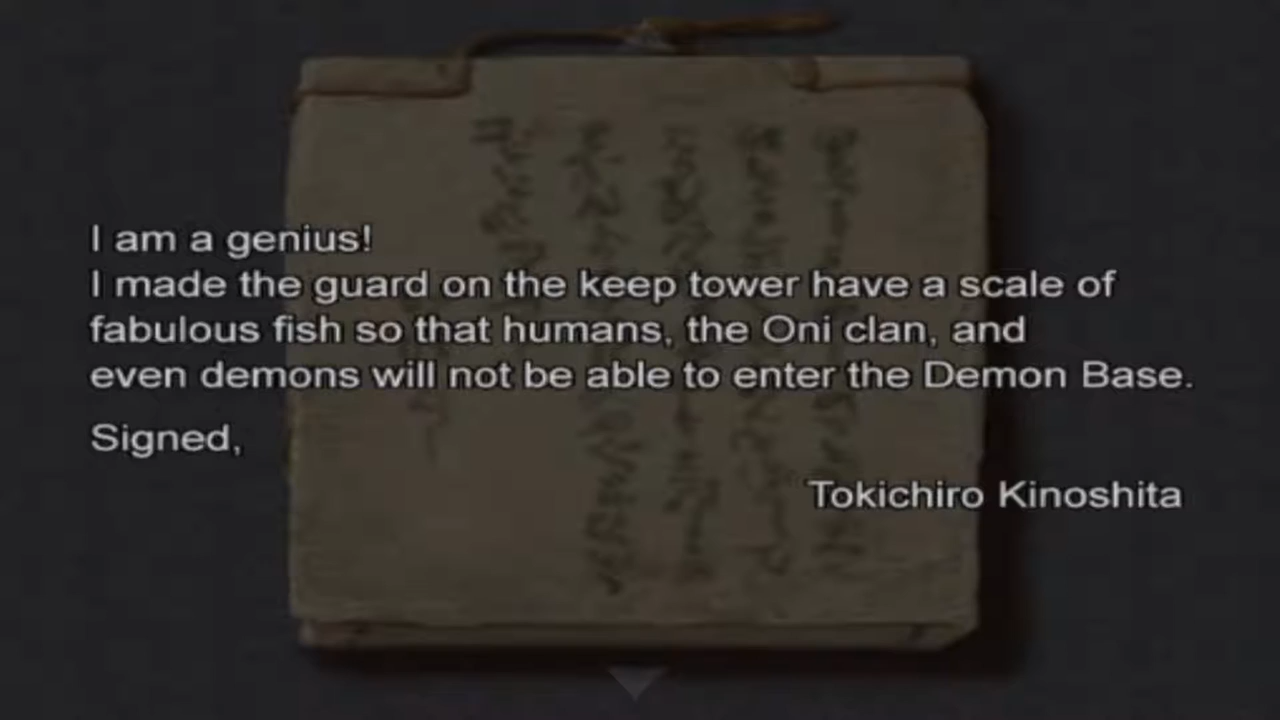 I am a genius!
I made the guard on the keep tower have a scale of
fabulous fish so that humans, the Oni clan, and
even demons will not be able to enter the Demon Base.
Signed,
Tokichiro Kinoshita